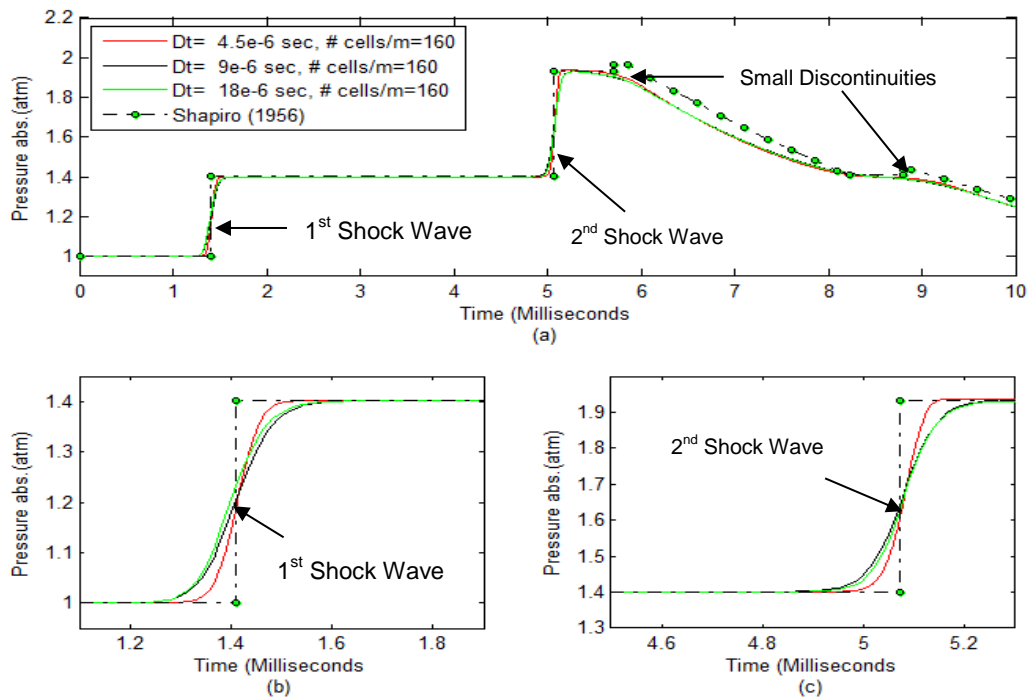 2.2
2
1.8
1.6
1.4
1.2
1
Pressure abs.(atm)
Dt= 4.5e-6 sec, # cells/m=160
Dt= 9e-6 sec, # cells/m=160
Dt= 18e-6 sec, # cells/m=160
Shapiro (1956)
Small Discontinuities
1st Shock Wave
2nd Shock Wave
0 1 2 3 4 5 6 7 8 9 10
Time (Milliseconds
(a)
1.4
1.3
1.2
1.1
1
Pressure abs.(atm)
1st Shock Wave
1.2 1.4 1.6 1.8
Time (Milliseconds
(b)
1.9
1.8
1.7
1.6
1.5
1.4
1.3
Pressure abs.(atm)
2nd Shock Wave
4.6 4.8 5 5.2
Time (Milliseconds
(c)